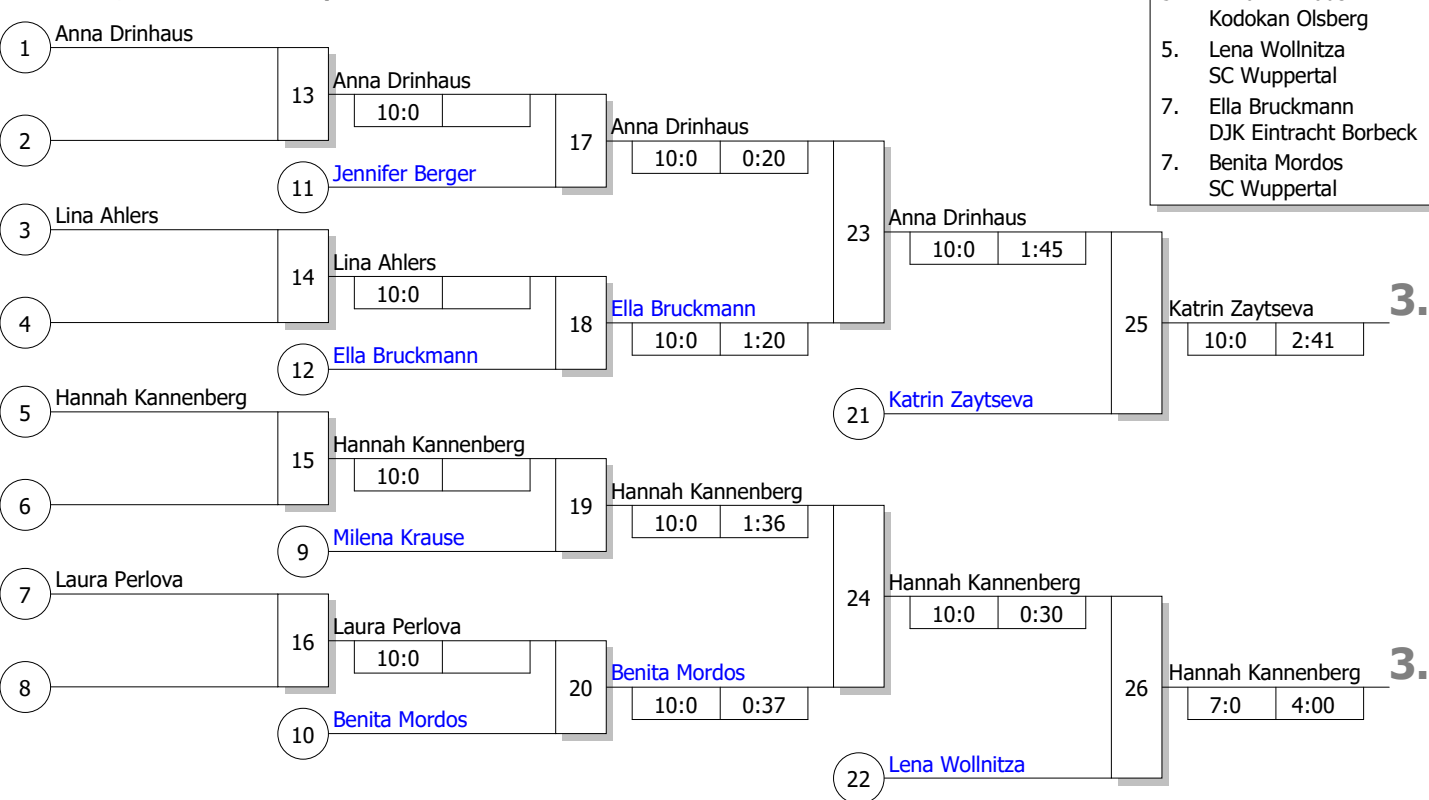 Kodokan Olsberg
5. Lena Wollnitza
SC Wuppertal
7. Ella Bruckmann
DJK Eintracht Borbeck
7. Benita Mordos
SC Wuppertal
1 Anna Drinhaus
13 Anna Drinhaus
10:0
2
17 Anna Drinhaus
10:0 0:20
11 Jennifer Berger
3 Lina Ahlers
23 Anna Drinhaus
10:0 1:45
14 Lina Ahlers
10:0
4
18 Ella Bruckmann
10:0 1:20
12 Ella Bruckmann
25 Katrin Zaytseva 3.
10:0 2:41
21 Katrin Zaytseva
5 Hannah Kannenberg
15 Hannah Kannenberg
10:0
6
19 Hannah Kannenberg
10:0 1:36
9 Milena Krause
7 Laura Perlova
24 Hannah Kannenberg
10:0 0:30
16 Laura Perlova
10:0
8
20 Benita Mordos
10:0 0:37
10 Benita Mordos
26 Hannah Kannenberg 3.
7:0 4:00
22 Lena Wollnitza